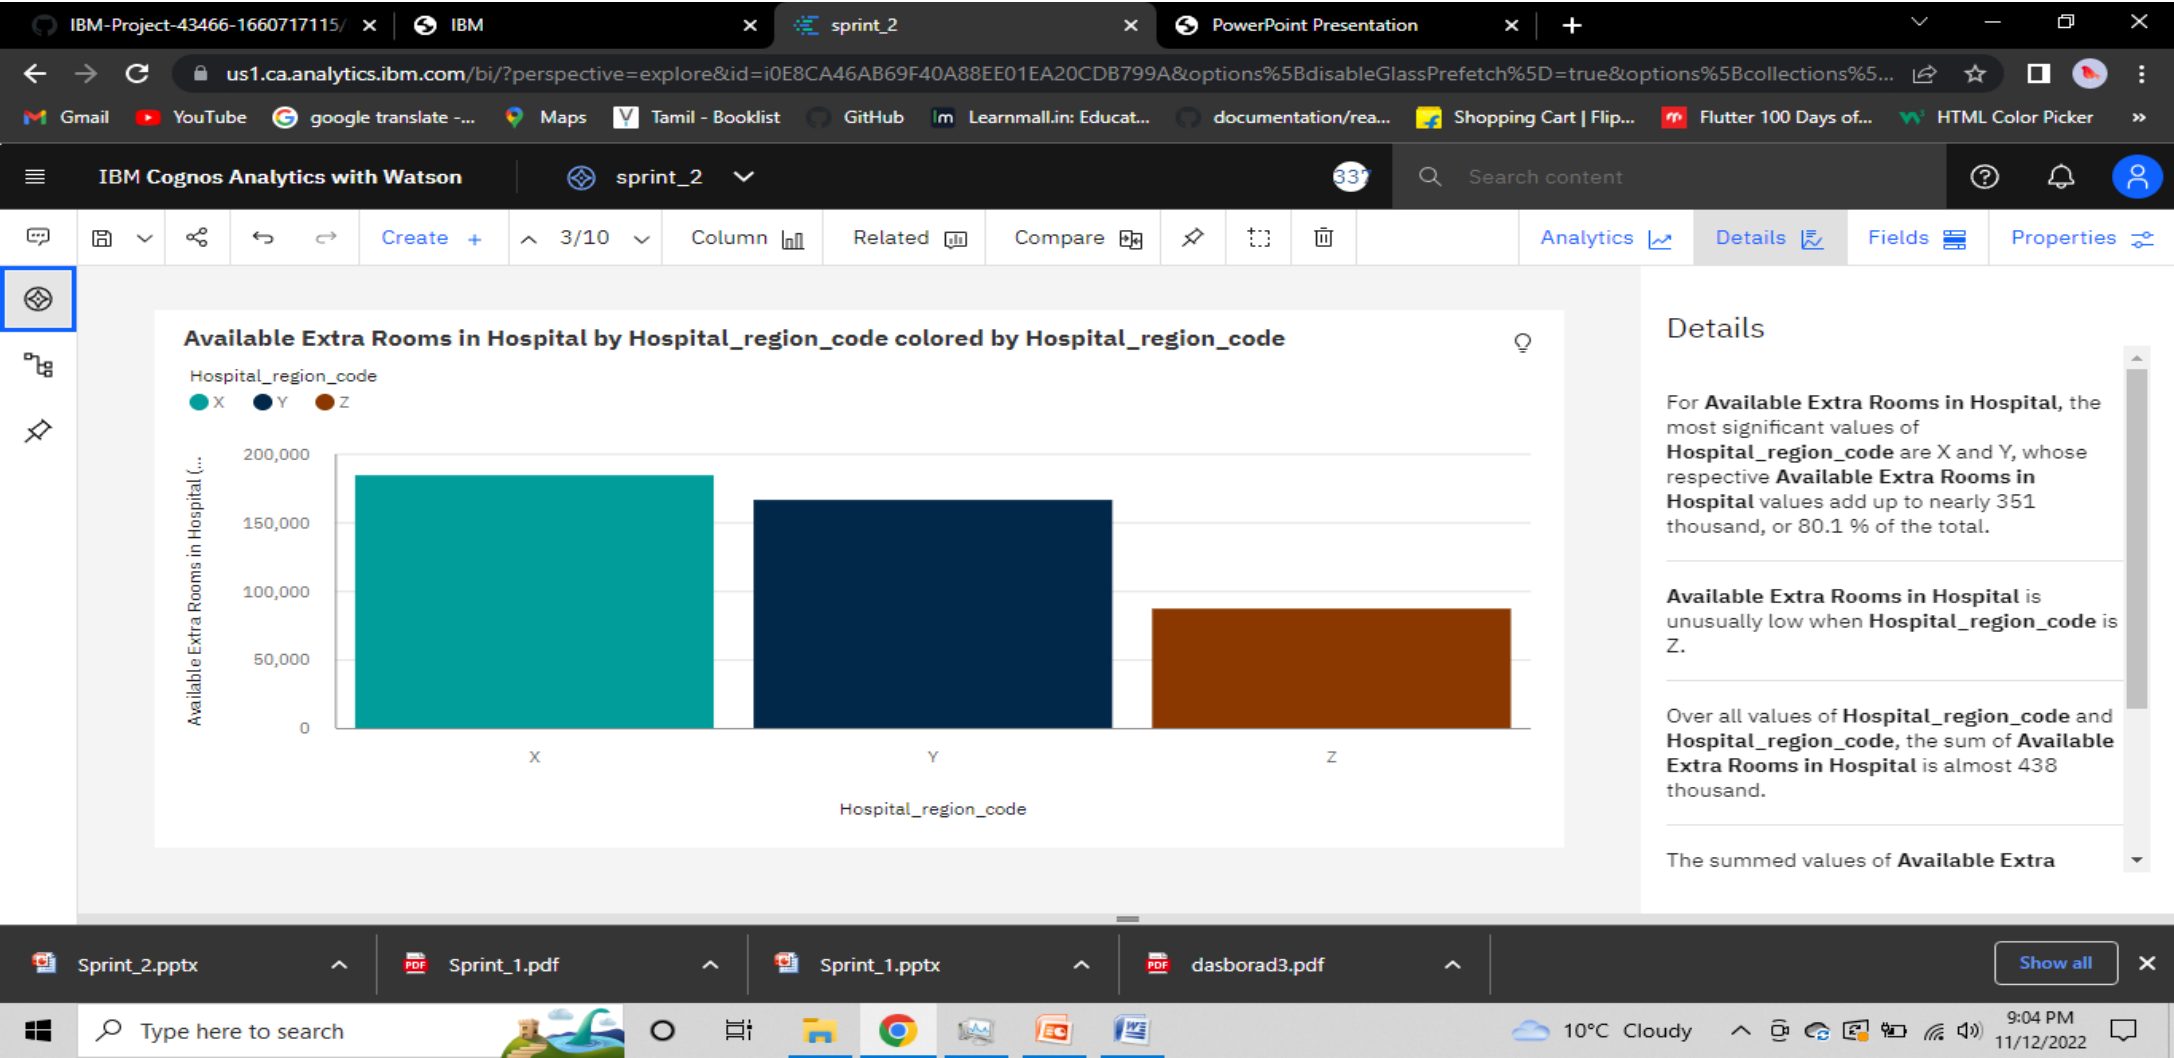 IBM-Project-43466-1660717115/
IBM
sprint_2
PowerPoint Presentation
us1.ca.analytics.ibm.com/bi/?perspective=explore&id=i0E8CA46AB69F40A88EE01EA20CDB799A&options%5BdisableGlassPrefetch%5D=true&options%5Bcollections%5...
Gmail
YouTube
google translate -...
Maps
Tamil - Booklist
GitHub
Learnmall.in: Educat...
documentation/rea...
Shopping Cart | Flip...
Flutter 100 Days of...
HTML Color Picker
»
IBM Cognos Analytics with Watson
sprint_2
337
Search content
Create +
3/10
Column
Related
Compare
Analytics
Details
Fields
Properties
Available Extra Rooms in Hospital by Hospital_region_code colored by Hospital_region_code
Hospital_region_code
X Y Z
Available Extra Rooms in Hospital (...
200,000
150,000
100,000
50,000
0
X
Y
Z
Hospital_region_code
Details
For Available Extra Rooms in Hospital, the
most significant values of
Hospital_region_code are X and Y, whose
respective Available Extra Rooms in
Hospital values add up to nearly 351
thousand, or 80.1 % of the total.
Available Extra Rooms in Hospital is
unusually low when Hospital_region_code is
Z.
Over all values of Hospital_region_code and
Hospital_region_code, the sum of Available
Extra Rooms in Hospital is almost 438
thousand.
The summed values of Available Extra
Sprint_2.pptx
Sprint_1.pdf
Sprint_1.pptx
dasborad3.pdf
Show all
Type here to search
10°C Cloudy
9:04 PM
11/12/2022